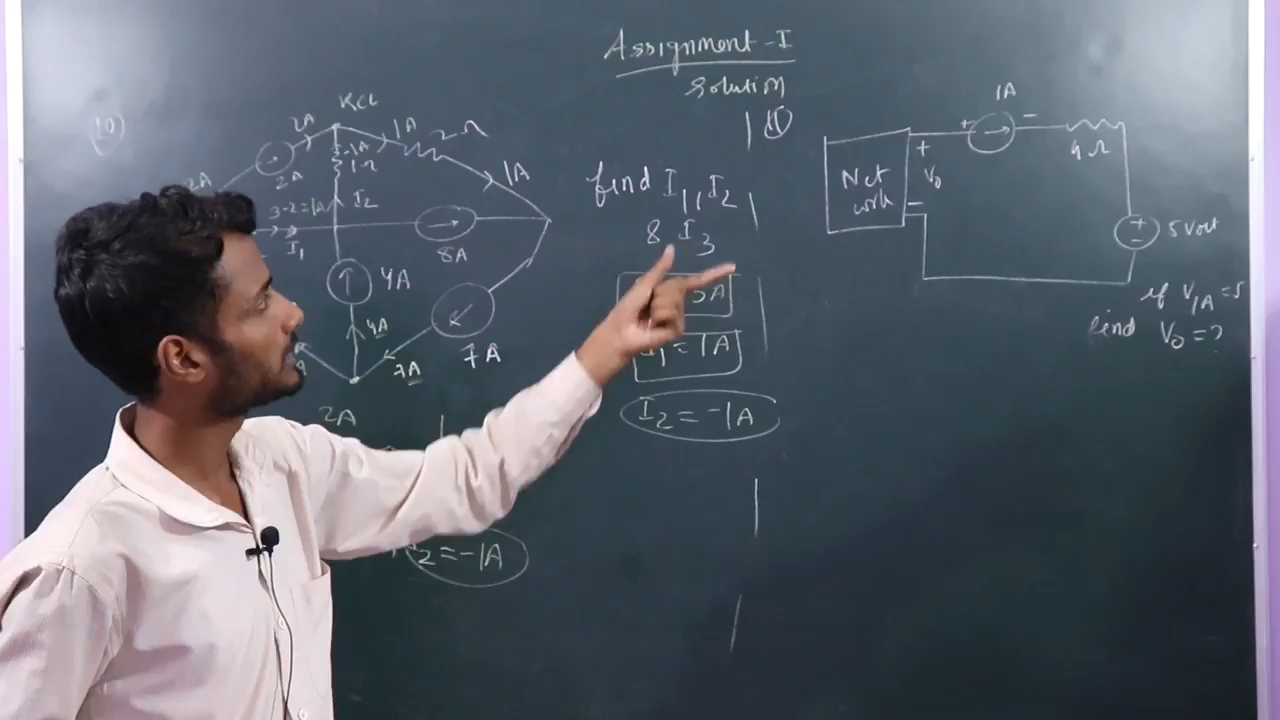 Assignment-I
Solution
10
KCL
2A
1A
2Ω
2A
-1A
1Ω
1A
2A
3-2=1A
I2
I1
8A
4A
4A
7A
7A
2A
I2=-1A
find I1, I2
& I3
I1=1A
I2=-1A
11
1A
+ -
4Ω
Net
work
+
V0
-
+
-
5 Volt
if V1A=5
find V0=?